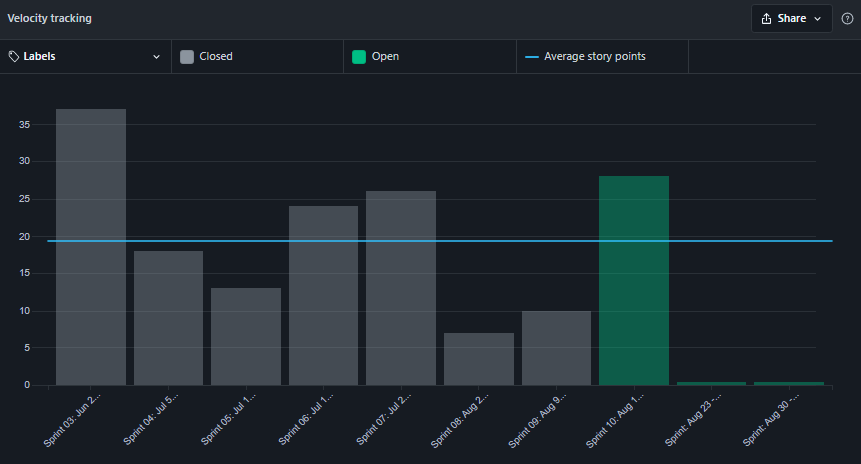 Velocity tracking
Share
Labels
Closed
Open
Average story points
35
30
25
20
15
10
5
0
Sprint 03: Jun 2...
Sprint 04: Jul 5...
Sprint 05: Jul 1...
Sprint 06: Jul 1...
Sprint 07: Jul 2...
Sprint 08: Aug 2...
Sprint 09: Aug 9...
Sprint 10: Aug 1...
Sprint: Aug 23 -...
Sprint: Aug 30 -...